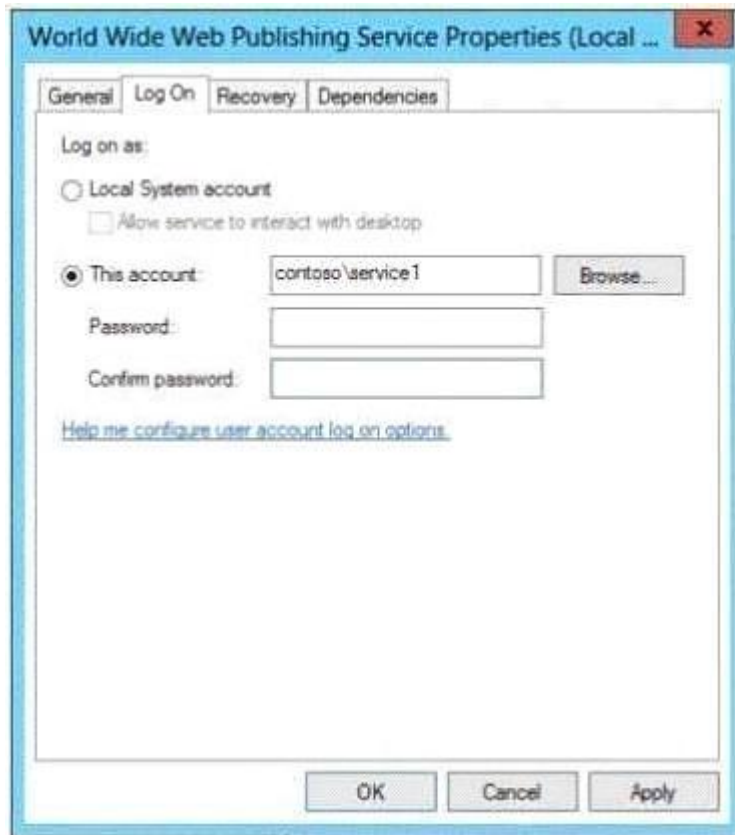 World Wide Web Publishing Service Properties (Local ...
x
General Log On Recovery Dependencies
Log on as:
Local System account
Allow service to interact with desktop
This account: contoso\service1 Browse...
Password:
Confirm password:
Help me configure user account log on options.
OK Cancel Apply